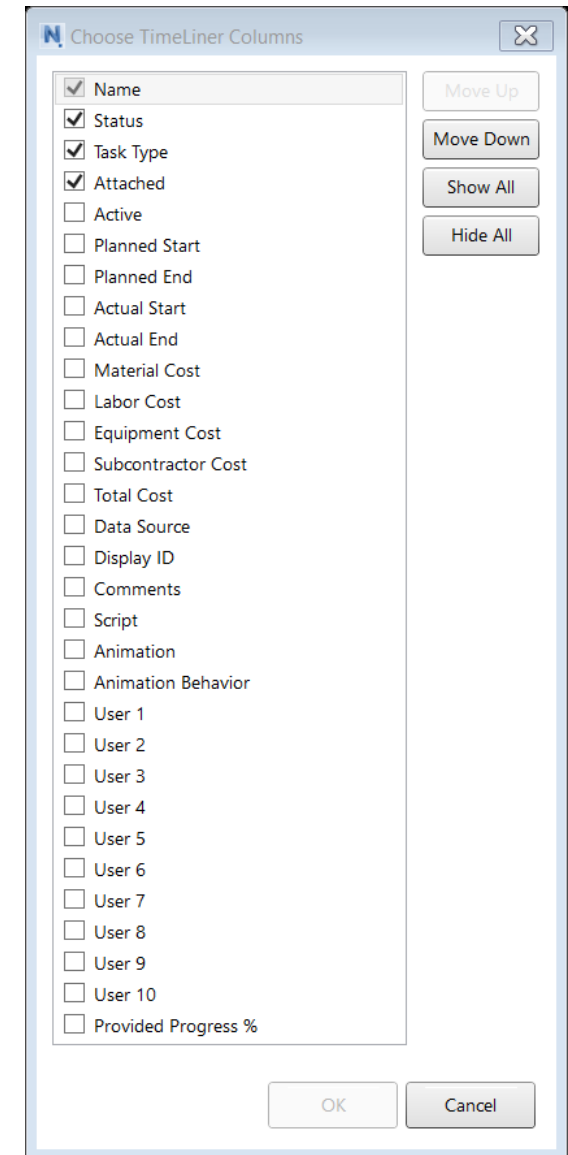 Choose TimeLiner Columns
Name
Status
Task Type
Attached
Active
Planned Start
Planned End
Actual Start
Actual End
Material Cost
Labor Cost
Equipment Cost
Subcontractor Cost
Total Cost
Data Source
Display ID
Comments
Script
Animation
Animation Behavior
User 1
User 2
User 3
User 4
User 5
User 6
User 7
User 8
User 9
User 10
Provided Progress %
Move Up
Move Down
Show All
Hide All
OK
Cancel